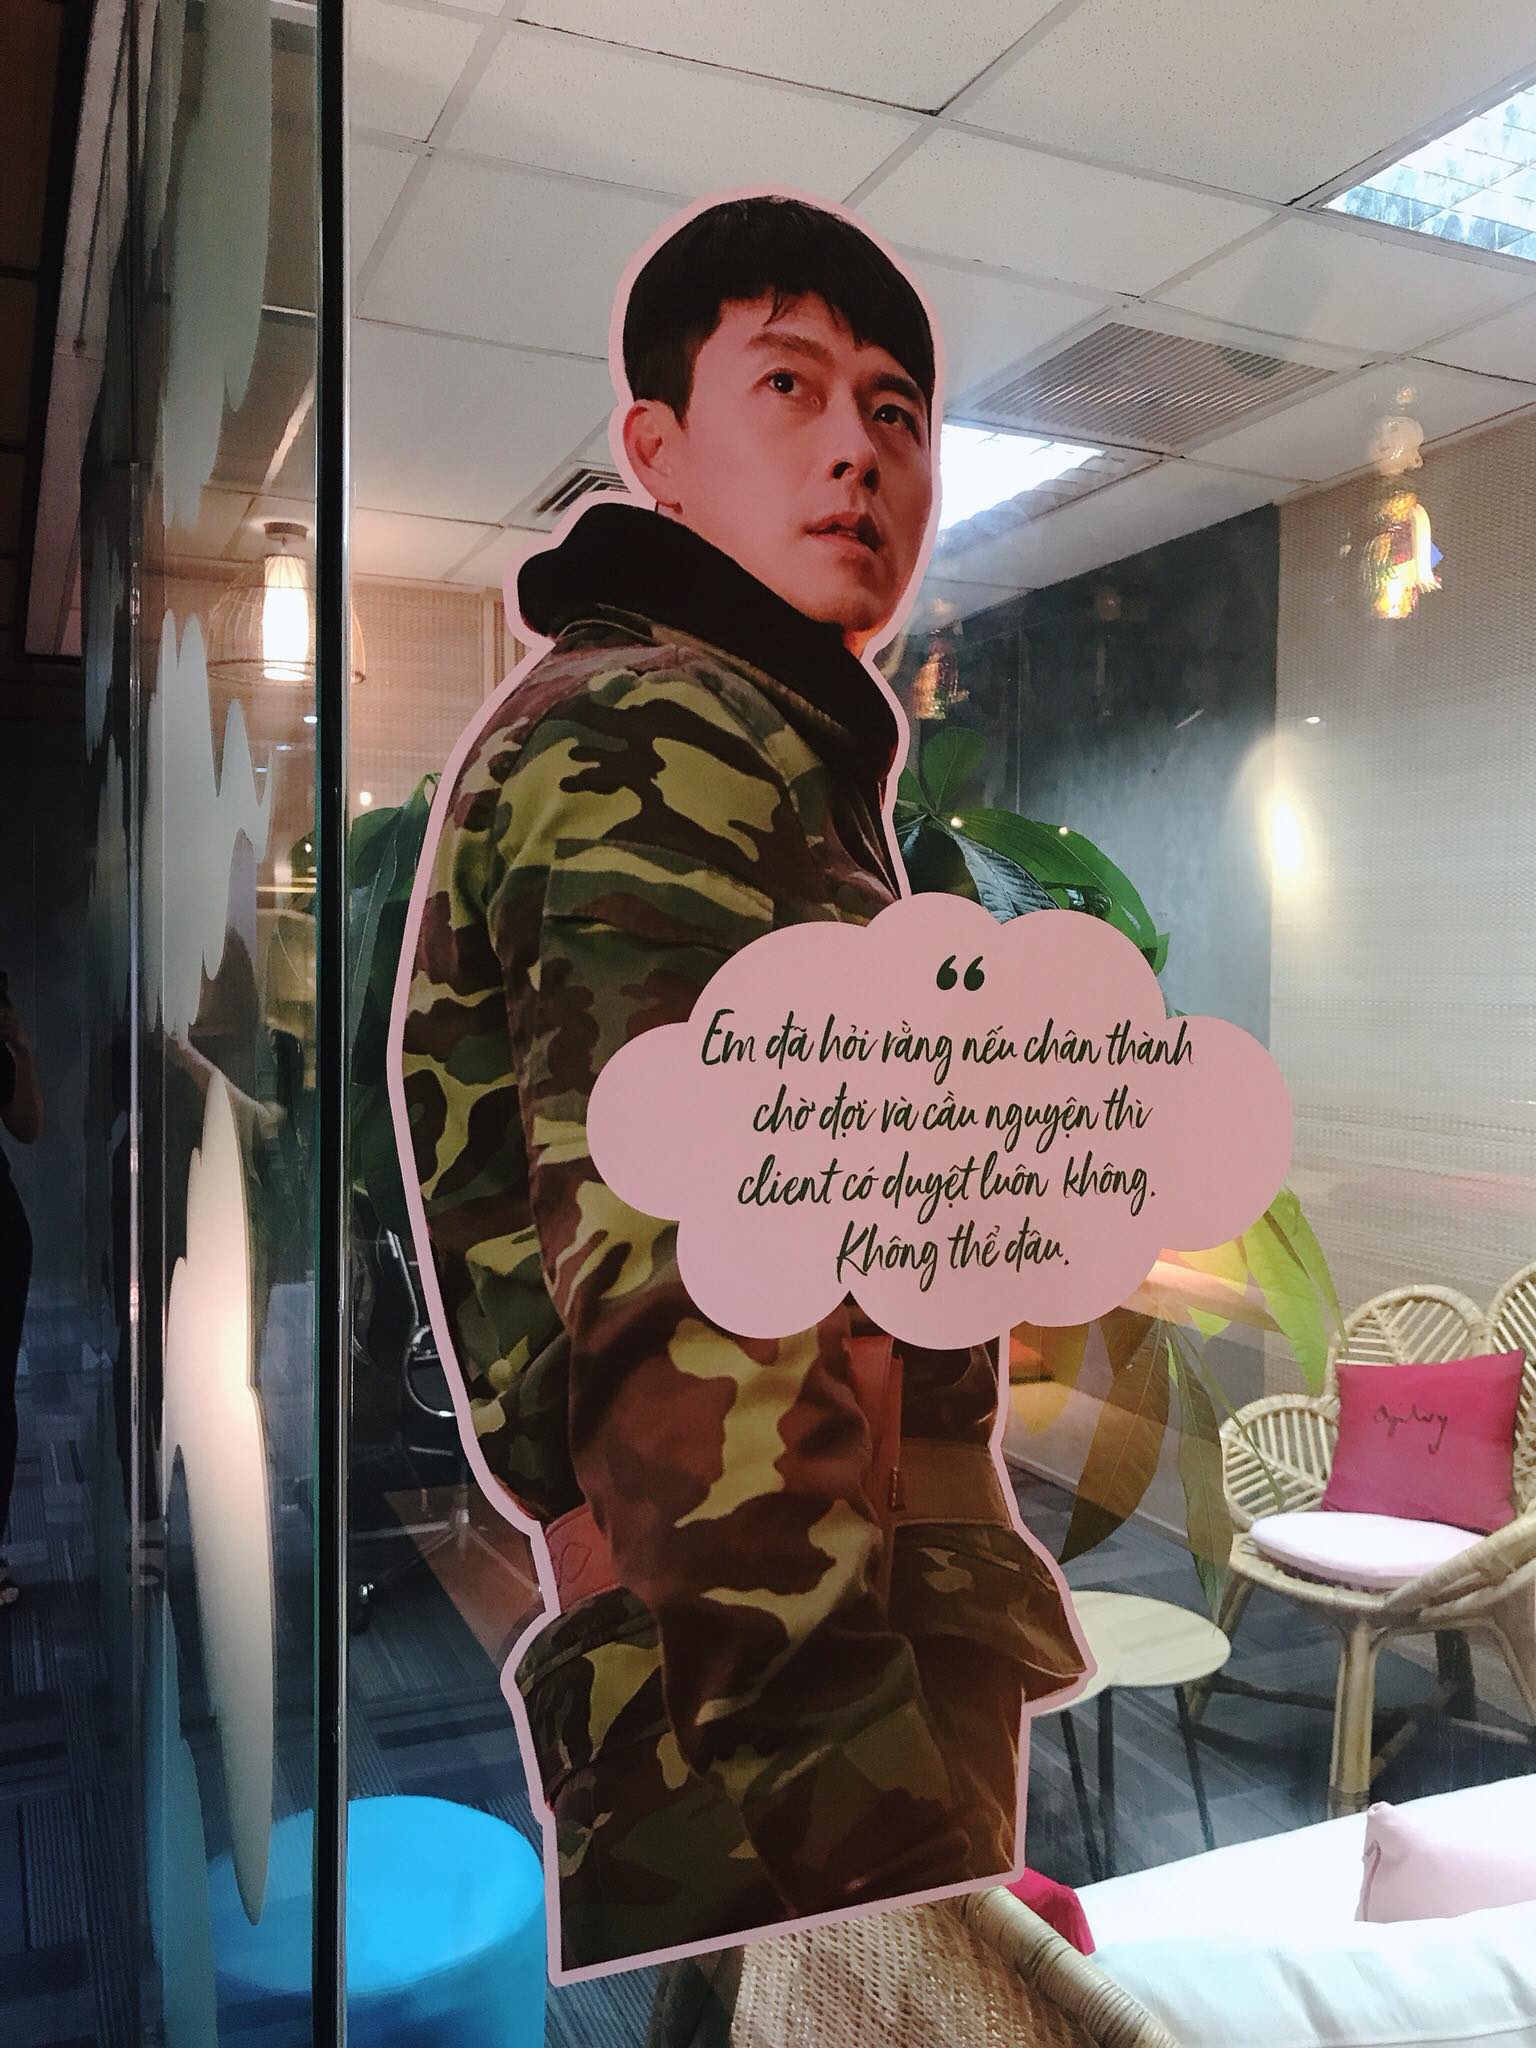 “
Em đã hỏi rằng nếu chân thành
chờ đợi và cầu nguyện thì
client có duyệt luôn không.
Không thể đâu.
Ogilvy